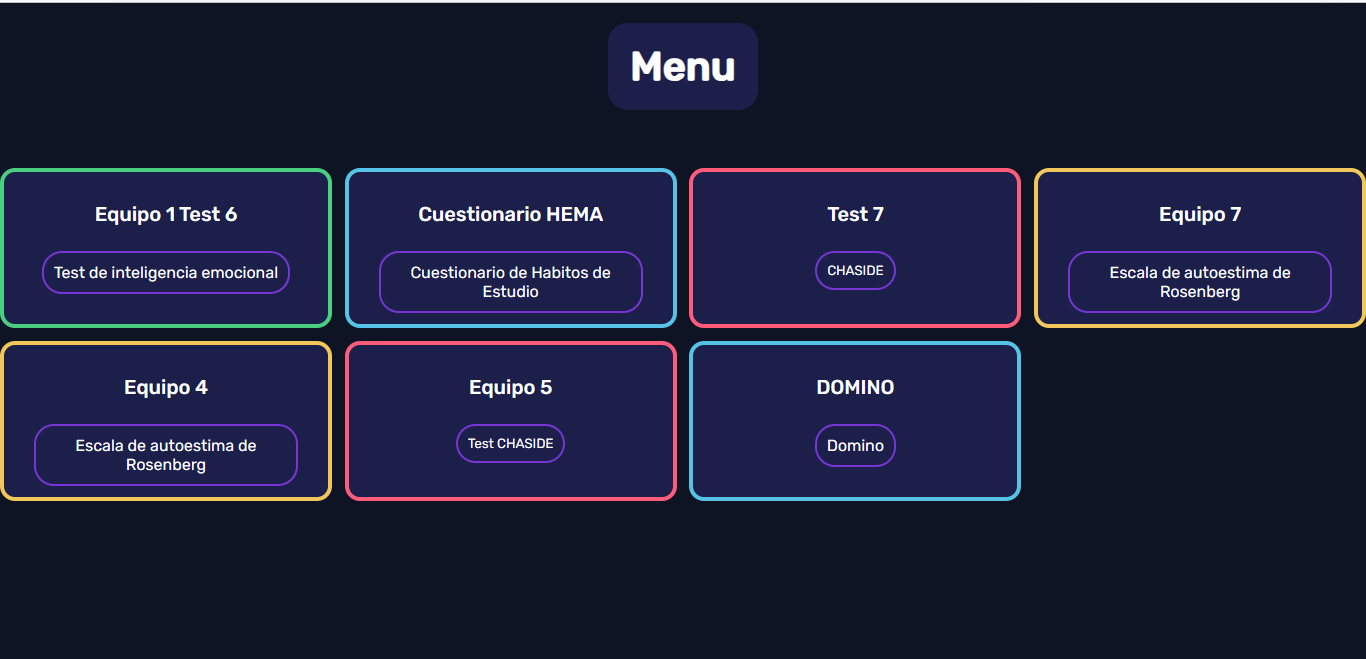 Menu
Equipo 1 Test 6
Test de inteligencia emocional
Cuestionario HEMA
Cuestionario de Habitos de
Estudio
Test 7
CHASIDE
Equipo 7
Escala de autoestima de
Rosenberg
Equipo 4
Escala de autoestima de
Rosenberg
Equipo 5
Test CHASIDE
DOMINO
Domino